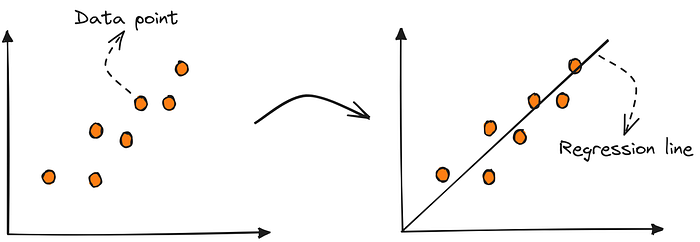 Data point
Regression line